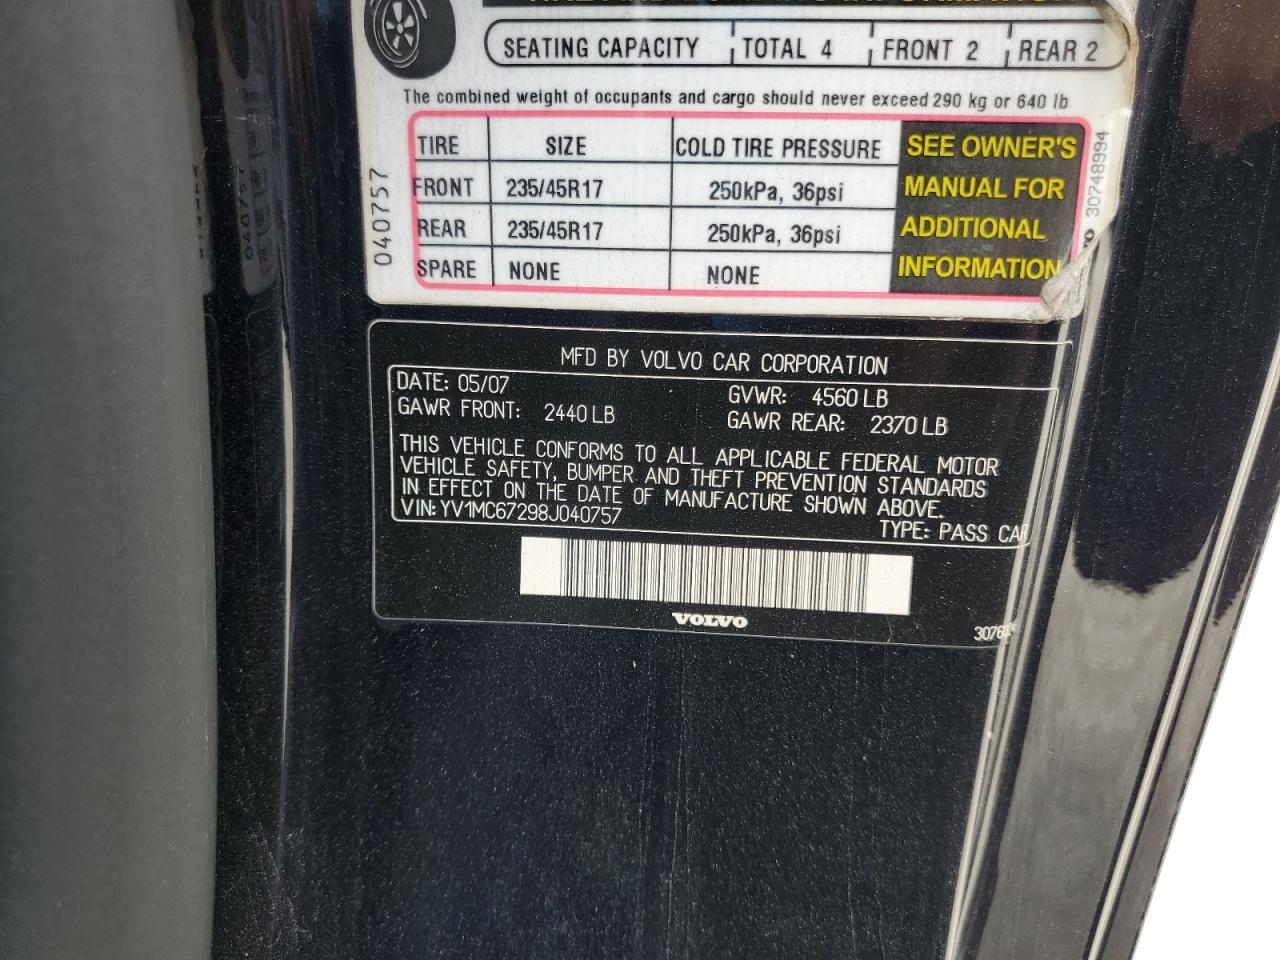 SEATING CAPACITY TOTAL 4 FRONT 2 REAR 2
The combined weight of occupants and cargo should never exceed 290 kg or 640 lb
TIRE SIZE COLD TIRE PRESSURE
FRONT 235/45R17 250kPa, 36psi
REAR 235/45R17 250kPa, 36psi
SPARE NONE NONE
SEE OWNER'S
MANUAL FOR
ADDITIONAL
INFORMATION
040757
30748994
MFD BY VOLVO CAR CORPORATION
DATE: 05/07 GVWR: 4560 LB
GAWR FRONT: 2440 LB GAWR REAR: 2370 LB
THIS VEHICLE CONFORMS TO ALL APPLICABLE FEDERAL MOTOR
VEHICLE SAFETY, BUMPER AND THEFT PREVENTION STANDARDS
IN EFFECT ON THE DATE OF MANUFACTURE SHOWN ABOVE.
VIN: YV1MC67298J040757
TYPE: PASS CAR
VOLVO